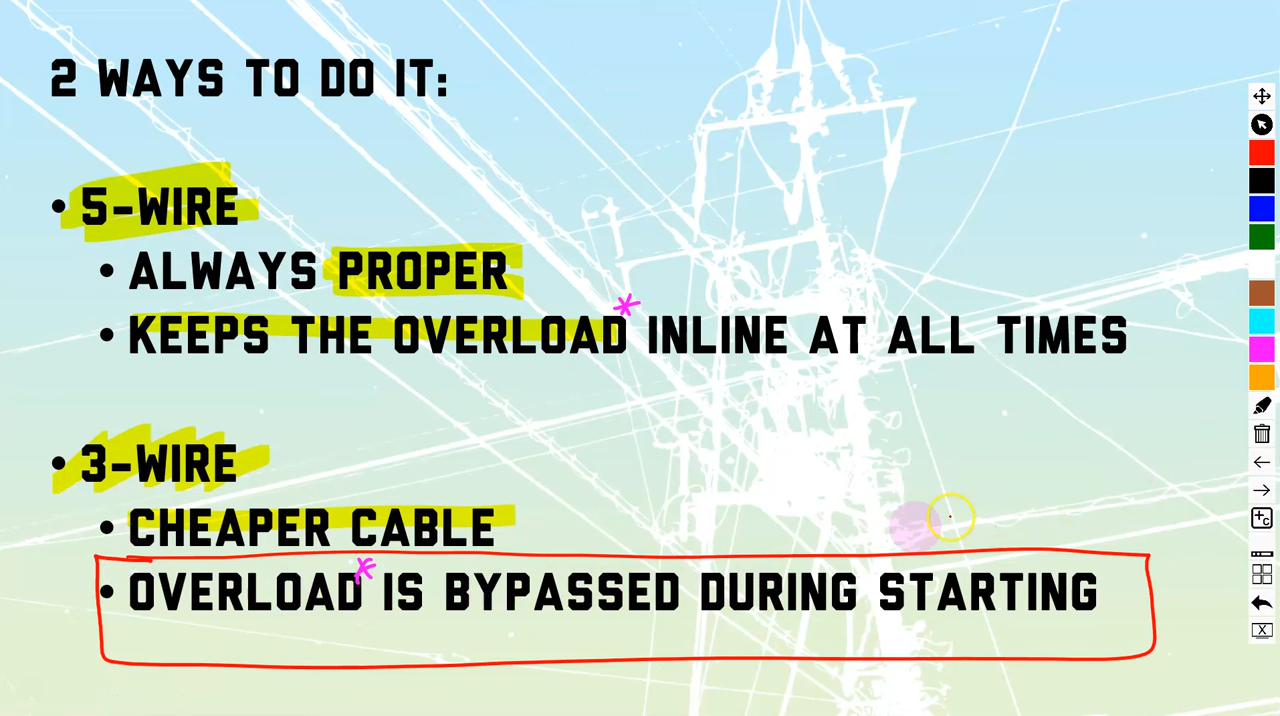 2 WAYS TO DO IT:
• 5-WIRE
• ALWAYS PROPER
• KEEPS THE OVERLOAD* INLINE AT ALL TIMES
• 3-WIRE
• CHEAPER CABLE
• OVERLOAD* IS BYPASSED DURING STARTING